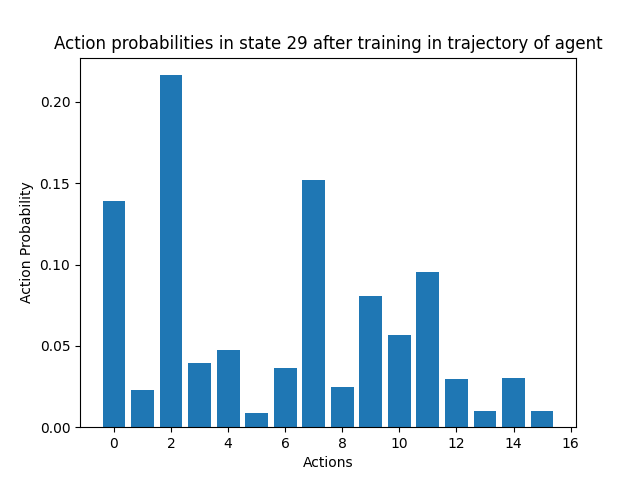 Action probabilities in state 29 after training in trajectory of agent
0.20
0.15
0.10
0.05
0.00
Action Probability
0 2 4 6 8 10 12 14 16
Actions